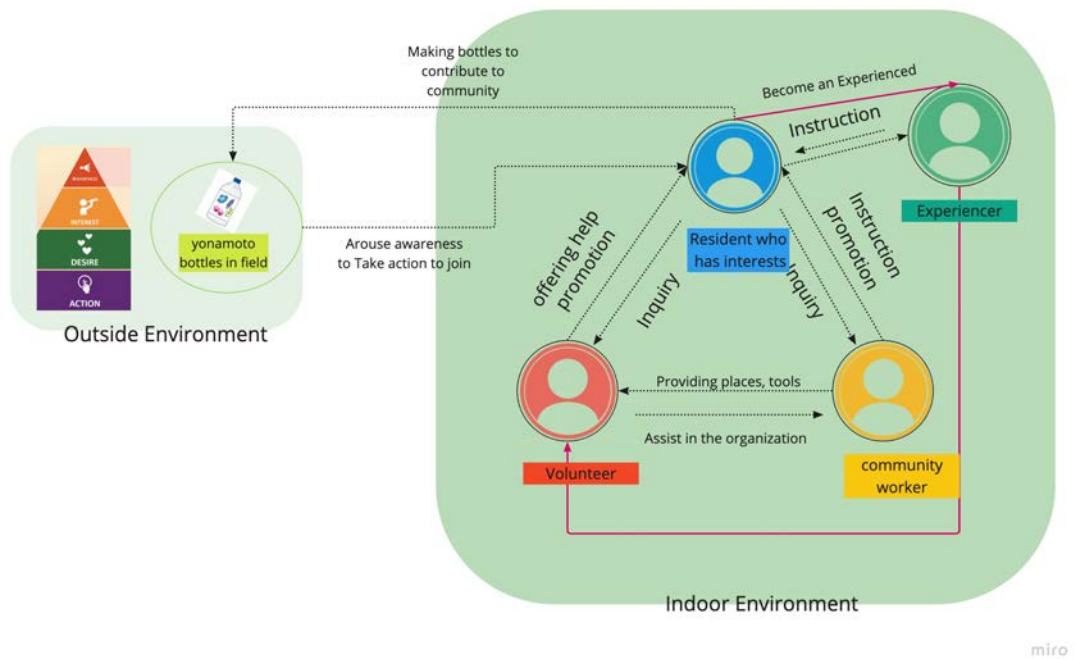 Making bottles to
contribute to
community
Become an Experienced
Instruction
Experiencer
INTEREST
DESIRE
ACTION
yonamoto
bottles in field
Outside Environment
Arouse awareness
to Take action to join
Resident who
has interests
offering help
promotion
Inquiry
Inquiry
Instruction
promotion
Providing places, tools
Assist in the organization
Volunteer
community
worker
Indoor Environment
miro